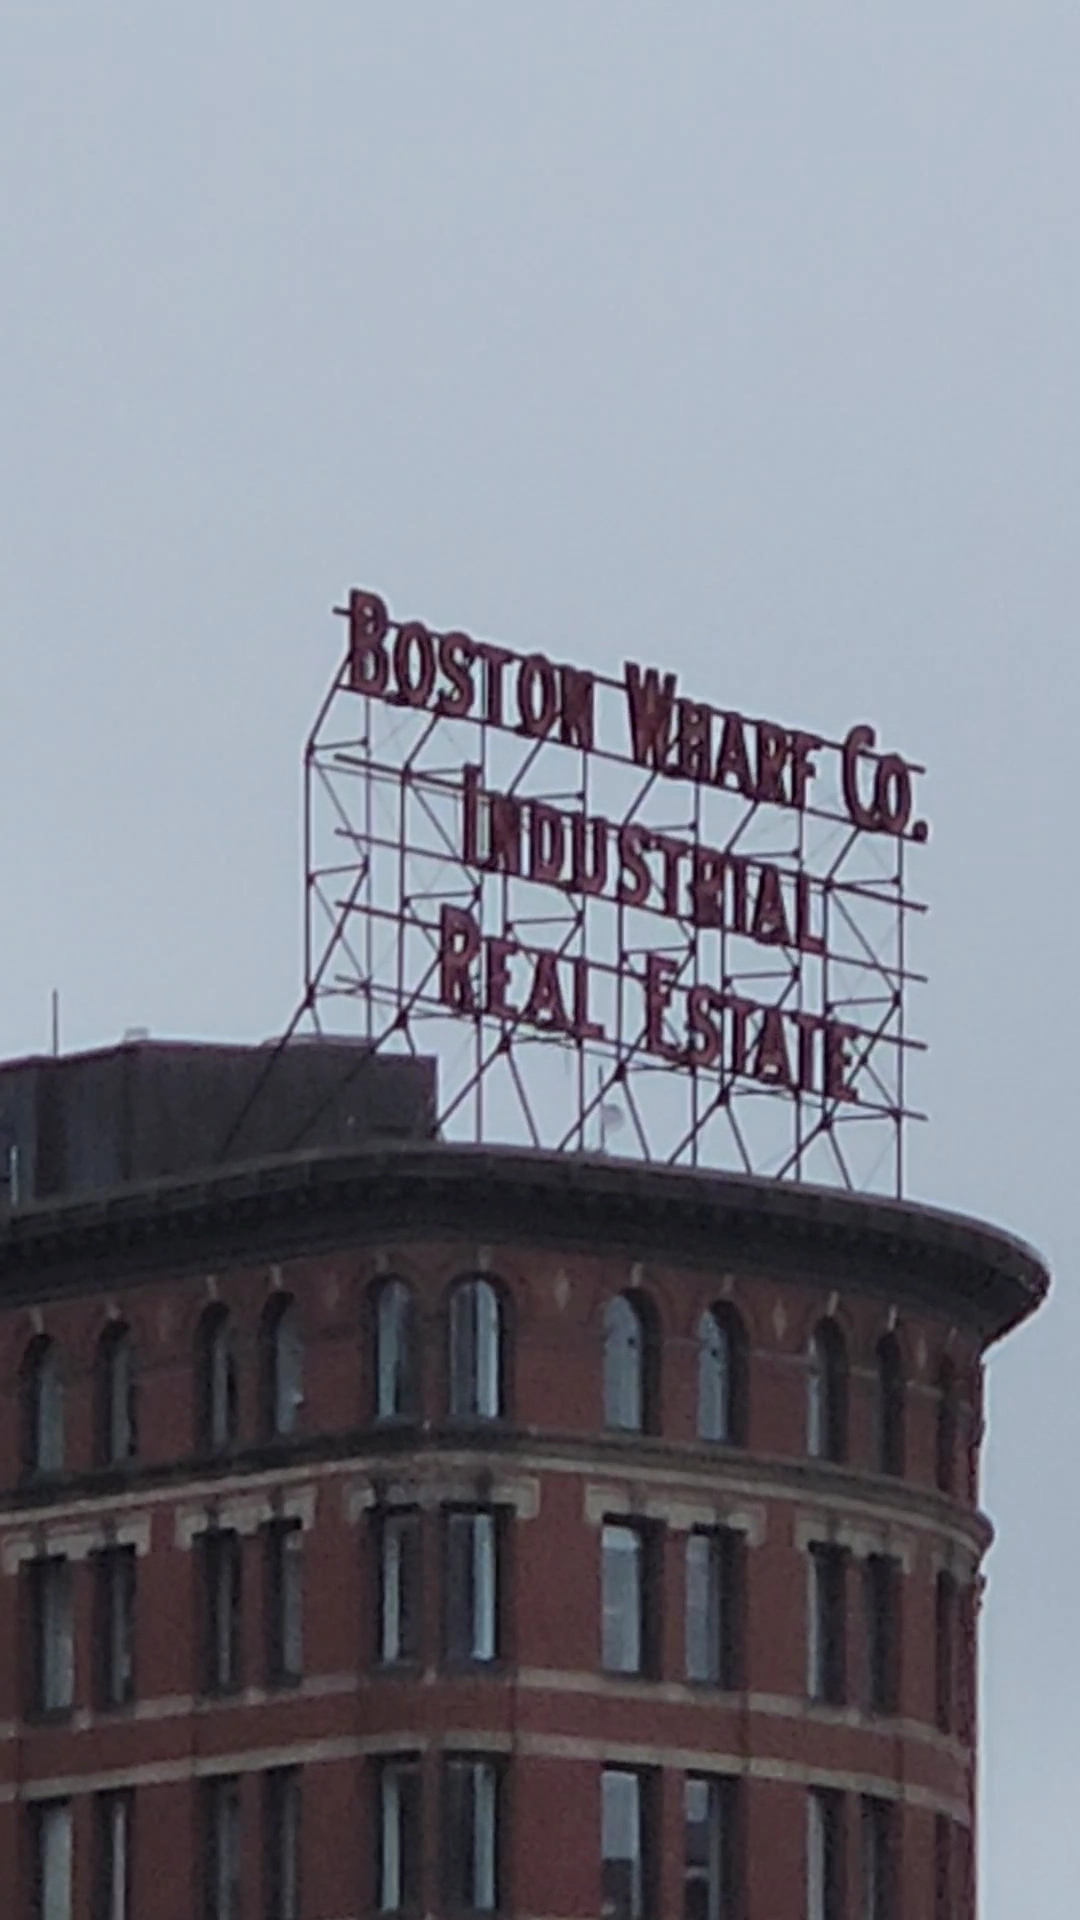 BOSTON WHARF CO.
INDUSTRIAL
REAL ESTATE